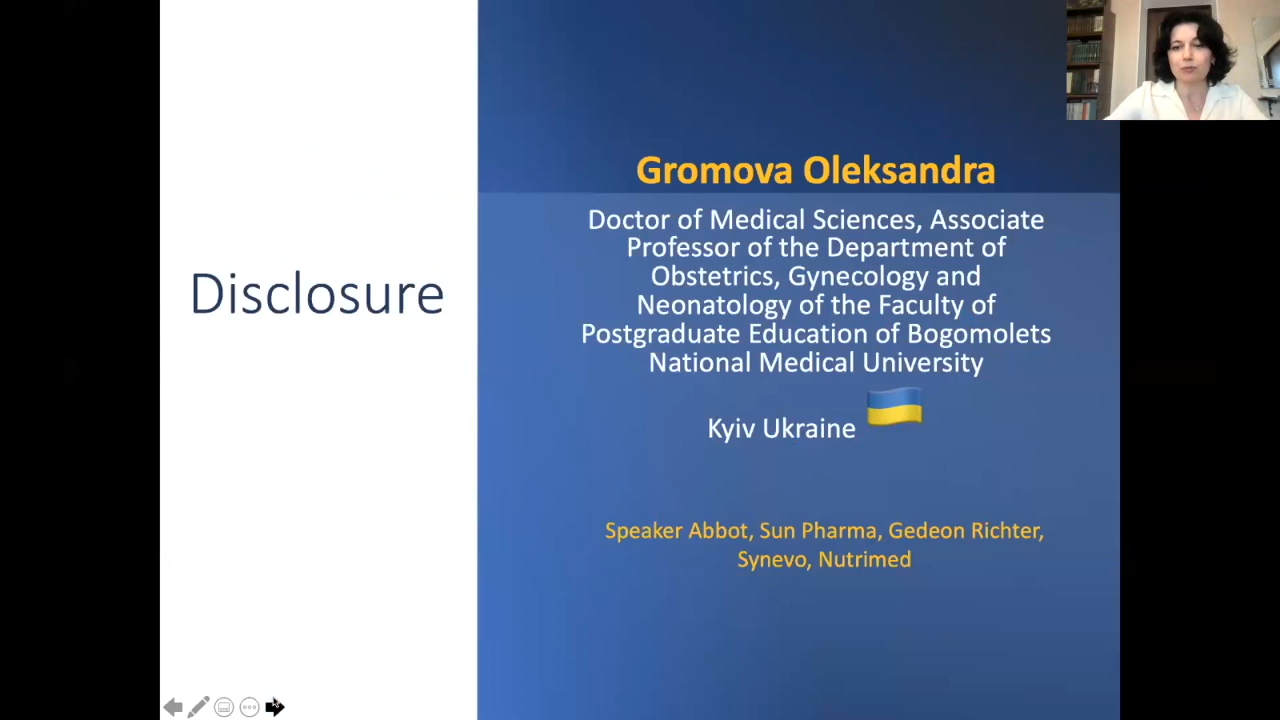 Disclosure
Gromova Oleksandra
Doctor of Medical Sciences, Associate
Professor of the Department of
Obstetrics, Gynecology and
Neonatology of the Faculty of
Postgraduate Education of Bogomolets
National Medical University
Kyiv Ukraine
Speaker Abbot, Sun Pharma, Gedeon Richter,
Synevo, Nutrimed